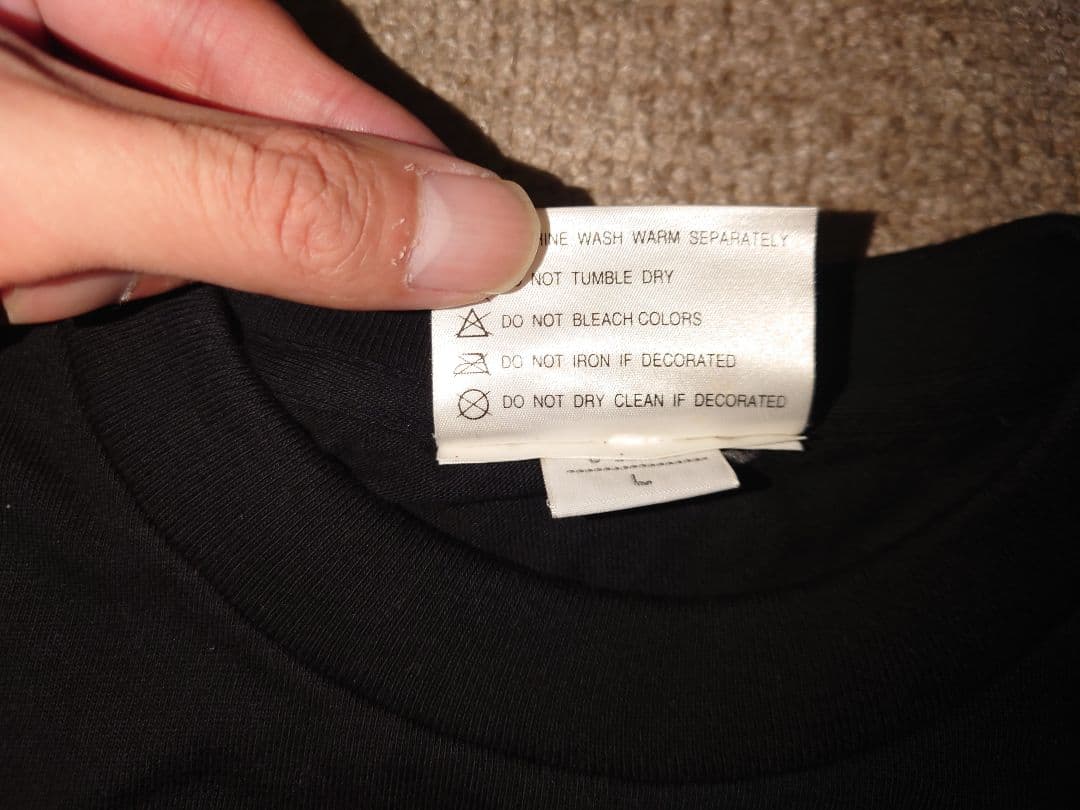 HINE WASH WARM SEPARATELY
NOT TUMBLE DRY
DO NOT BLEACH COLORS
DO NOT IRON IF DECORATED
DO NOT DRY CLEAN IF DECORATED
L